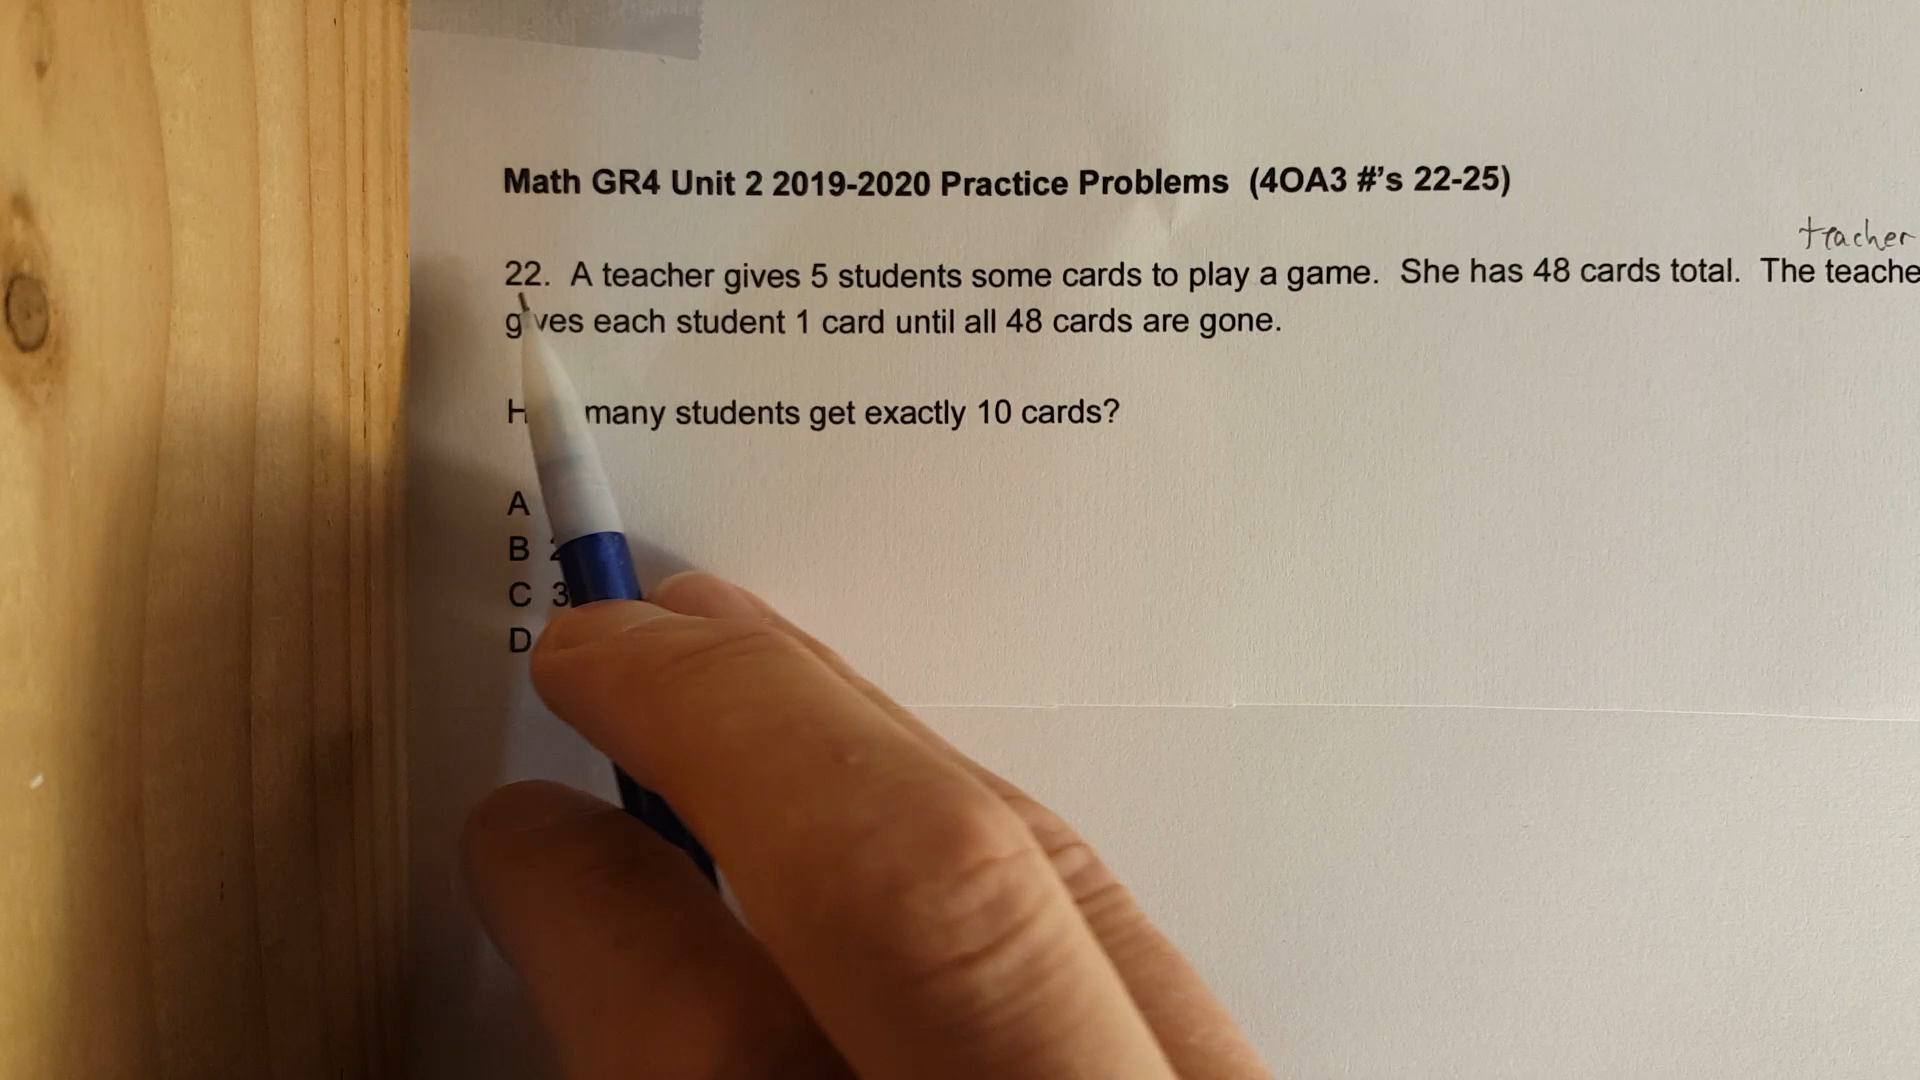 Math GR4 Unit 2 2019-2020 Practice Problems (4OA3 #'s 22-25)
teacher
22. A teacher gives 5 students some cards to play a game. She has 48 cards total. The teache
gives each student 1 card until all 48 cards are gone.
many students get exactly 10 cards?
A
B 2
C 3
D